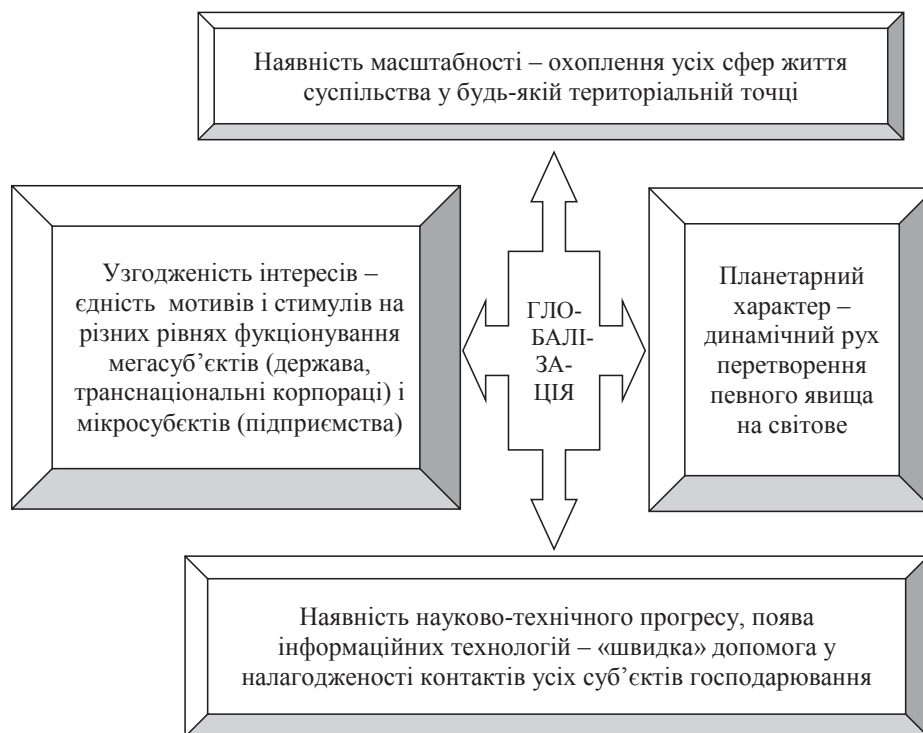 Наявність масштабності – охоплення усіх сфер життя
суспільства у будь-якій територіальній точці
Узгодженість інтересів –
єдність мотивів і стимулів на
різних рівнях фукціонування
мегасуб’єктів (держава,
транснаціональні корпораці) і
мікросубєктів (підприємства)
ГЛО-
БАЛІ-
ЗА-
ЦІЯ
Планетарний
характер –
динамічний рух
перетворення
певного явища
на світове
Наявність науково-технічного прогресу, поява
інформаційних технологій – «швидка» допомога у
налагодженості контактів усіх суб’єктів господарювання